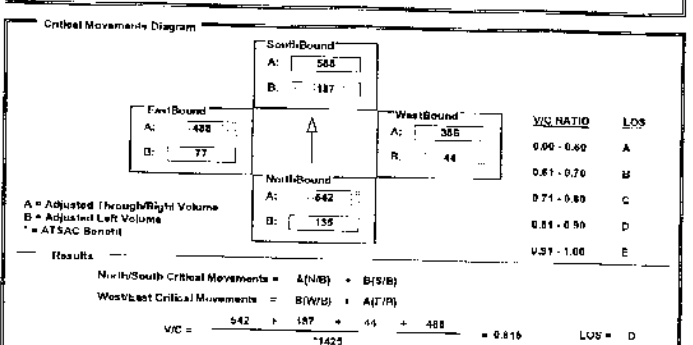 Critical Movements Diagram
SouthBound
A: 588
B: 187
EastBound
A: 488
B: 77
WestBound
A: 386
B: 44
NorthBound
A: 542
B: 135
V/C RATIO LOS
0.00 - 0.60 A
0.61 - 0.70 B
0.71 - 0.80 C
0.81 - 0.90 D
0.91 - 1.00 E
A = Adjusted Through/Right Volume
B = Adjusted Left Volume
* = ATSAC Benefit
Results
North/South Critical Movements = A(N/B) + B(S/B)
West/East Critical Movements = B(W/B) + A(E/B)
V/C = 542 + 187 + 44 + 488 = 0.815 LOS = D
*1425